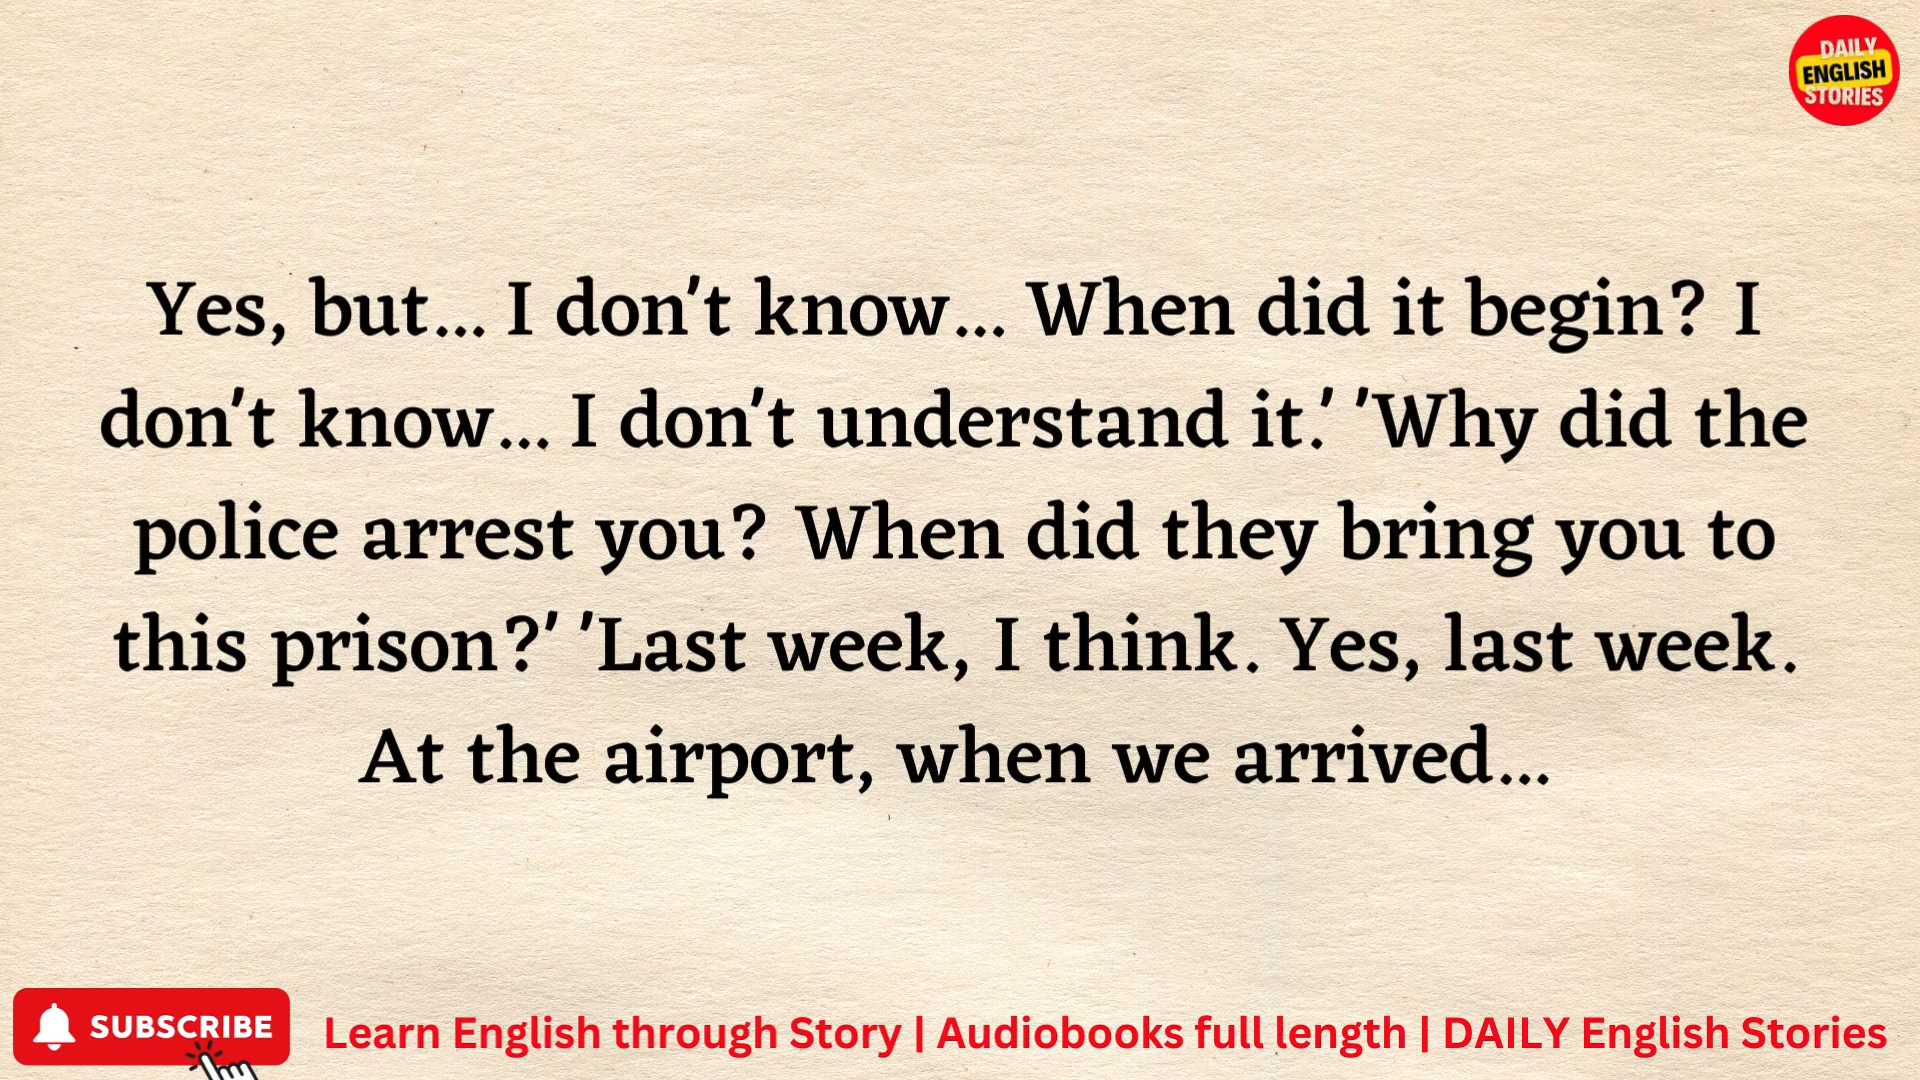 DAILY
ENGLISH
STORIES
Yes, but... I don't know... When did it begin? I
don't know... I don't understand it.' 'Why did the
police arrest you? When did they bring you to
this prison?' 'Last week, I think. Yes, last week.
At the airport, when we arrived...
SUBSCRIBE
Learn English through Story | Audiobooks full length | DAILY English Stories